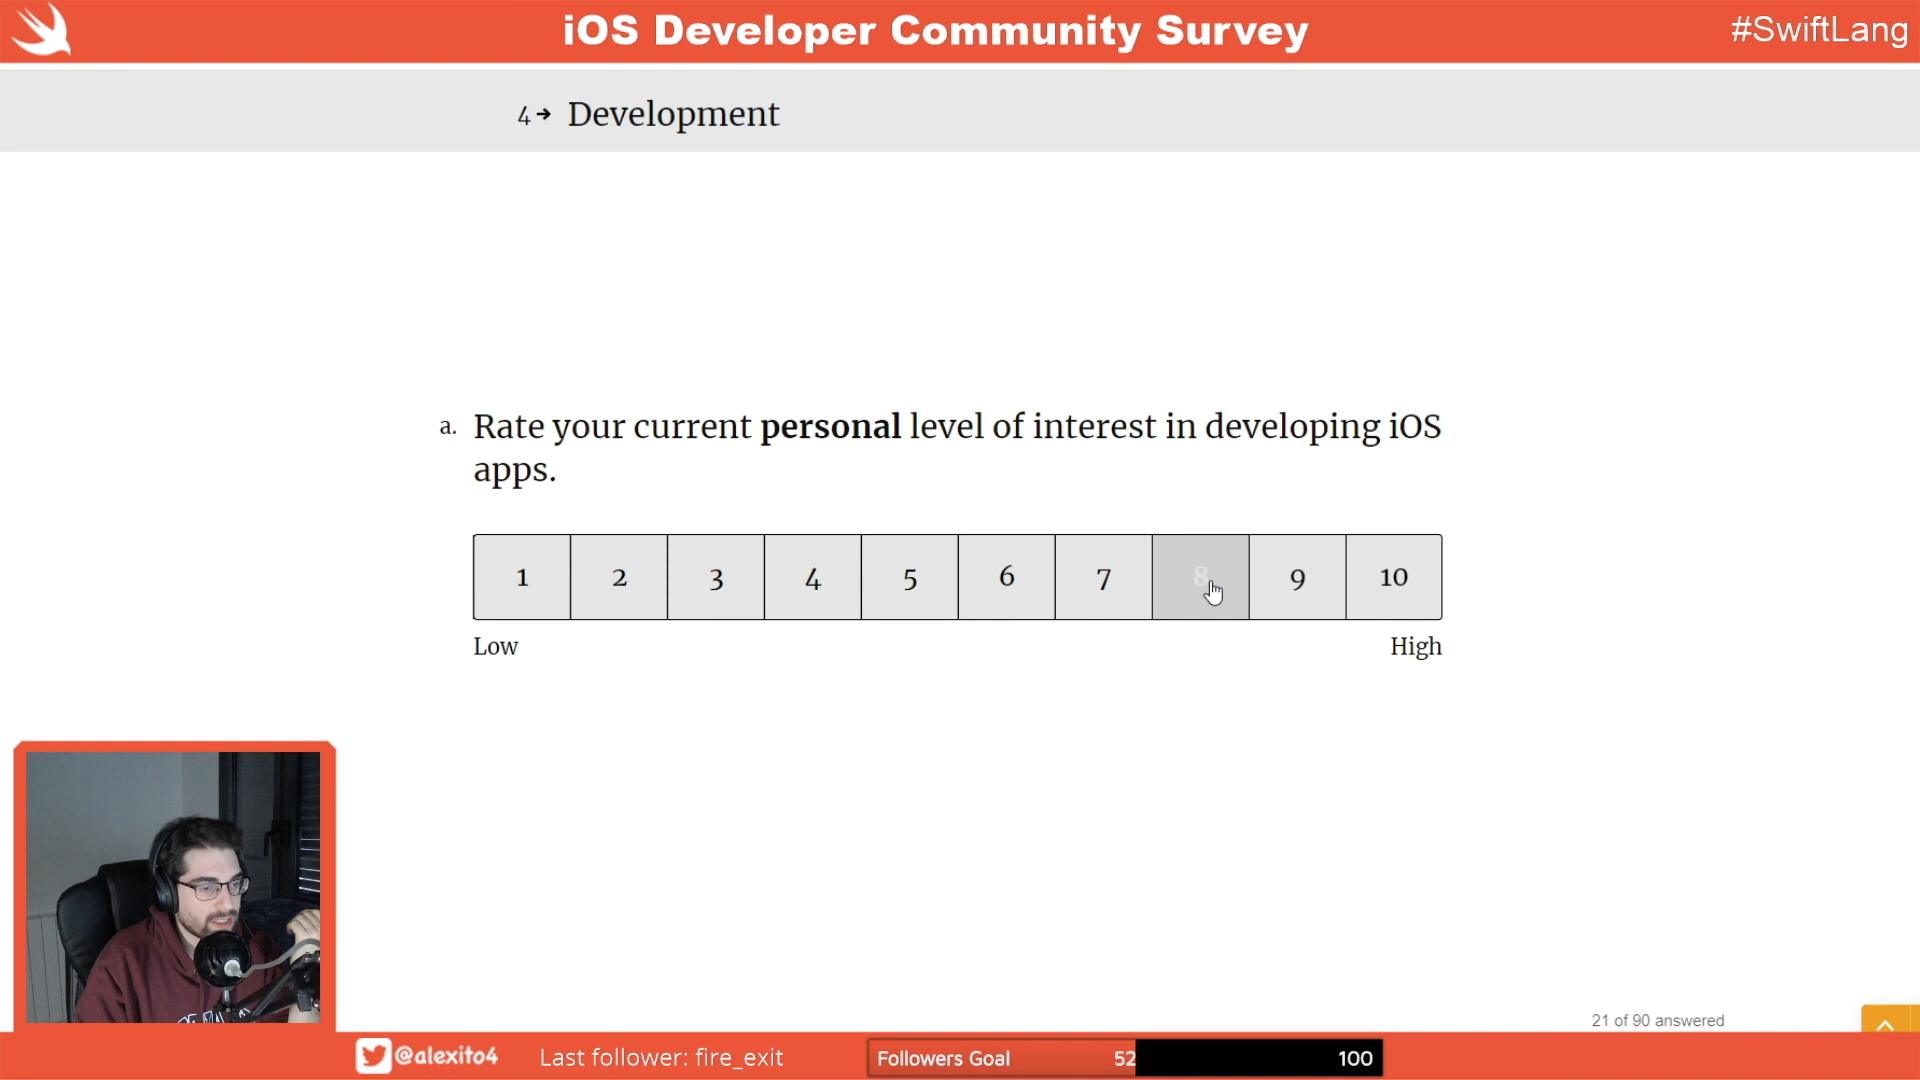 iOS Developer Community Survey
#SwiftLang
4 Development
a. Rate your current personal level of interest in developing iOS
apps.
1 2 3 4 5 6 7 8 9 10
Low High
21 of 90 answered
@alexito4
Last follower: fire_exit
Followers Goal 52 100